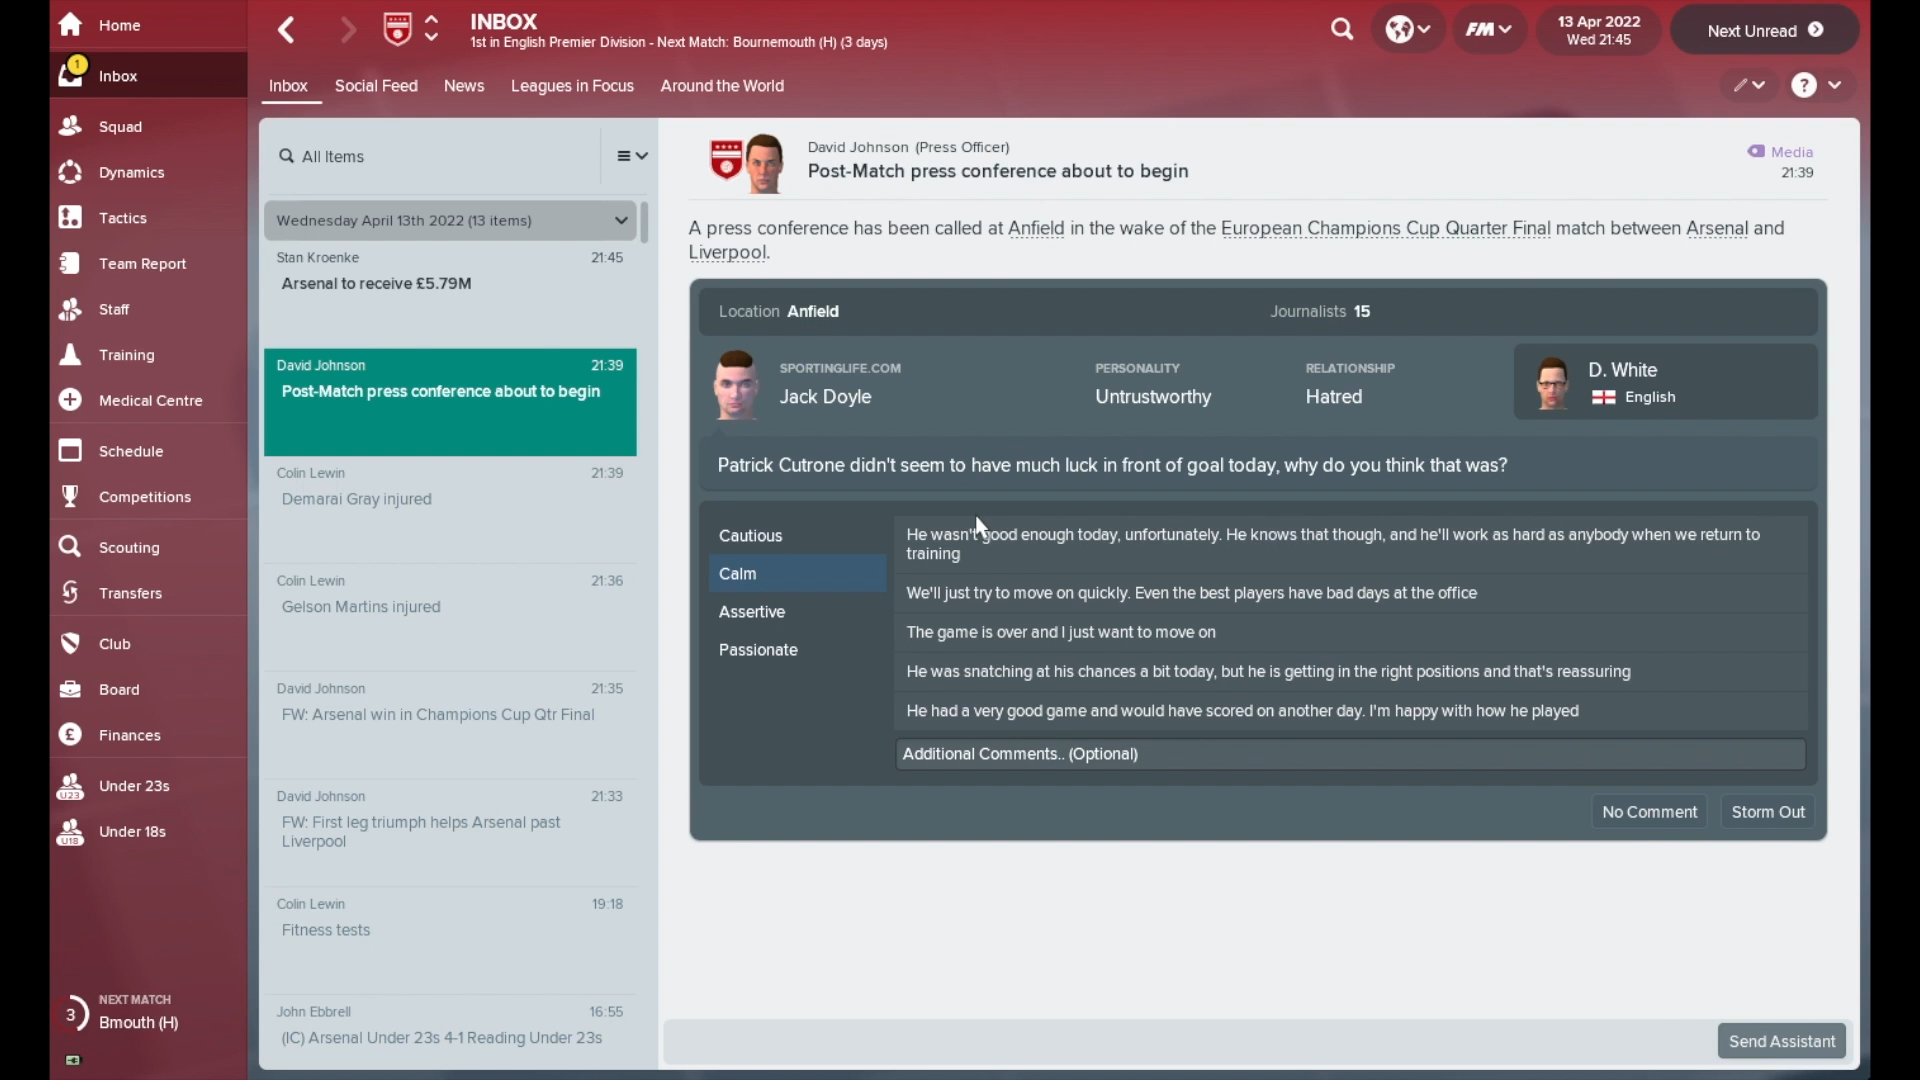 Home
1
Inbox
Squad
Dynamics
Tactics
Team Report
Staff
Training
Medical Centre
Schedule
Competitions
Scouting
Transfers
Club
Board
Finances
U23
Under 23s
U18
Under 18s
3
NEXT MATCH
Bmouth (H)
INBOX
1st in English Premier Division - Next Match: Bournemouth (H) (3 days)
FM
13 Apr 2022
Wed 21:45
Next Unread
Inbox
Social Feed
News
Leagues in Focus
Around the World
?
All Items
Wednesday April 13th 2022 (13 items)
Stan Kroenke 21:45
Arsenal to receive £5.79M
David Johnson 21:39
Post-Match press conference about to begin
Colin Lewin 21:39
Demarai Gray injured
Colin Lewin 21:36
Gelson Martins injured
David Johnson 21:35
FW: Arsenal win in Champions Cup Qtr Final
David Johnson 21:33
FW: First leg triumph helps Arsenal past
Liverpool
Colin Lewin 19:18
Fitness tests
John Ebbrell 16:55
(IC) Arsenal Under 23s 4-1 Reading Under 23s
David Johnson (Press Officer)
Post-Match press conference about to begin
Media
21:39
A press conference has been called at Anfield in the wake of the European Champions Cup Quarter Final match between Arsenal and
Liverpool.
Location Anfield
Journalists 15
SPORTINGLIFE.COM
Jack Doyle
PERSONALITY
Untrustworthy
RELATIONSHIP
Hatred
D. White
English
Patrick Cutrone didn't seem to have much luck in front of goal today, why do you think that was?
Cautious
Calm
Assertive
Passionate
He wasn't good enough today, unfortunately. He knows that though, and he'll work as hard as anybody when we return to
training
We'll just try to move on quickly. Even the best players have bad days at the office
The game is over and I just want to move on
He was snatching at his chances a bit today, but he is getting in the right positions and that's reassuring
He had a very good game and would have scored on another day. I'm happy with how he played
Additional Comments.. (Optional)
No Comment
Storm Out
Send Assistant